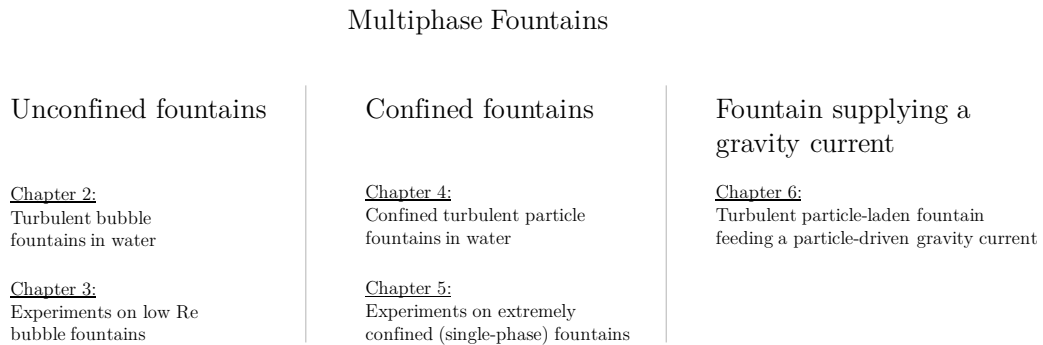 Multiphase Fountains
Unconfined fountains
Chapter 2:
Turbulent bubble
fountains in water
Chapter 3:
Experiments on low Re
bubble fountains
Confined fountains
Chapter 4:
Confined turbulent particle
fountains in water
Chapter 5:
Experiments on extremely
confined (single-phase) fountains
Fountain supplying a
gravity current
Chapter 6:
Turbulent particle-laden fountain
feeding a particle-driven gravity current